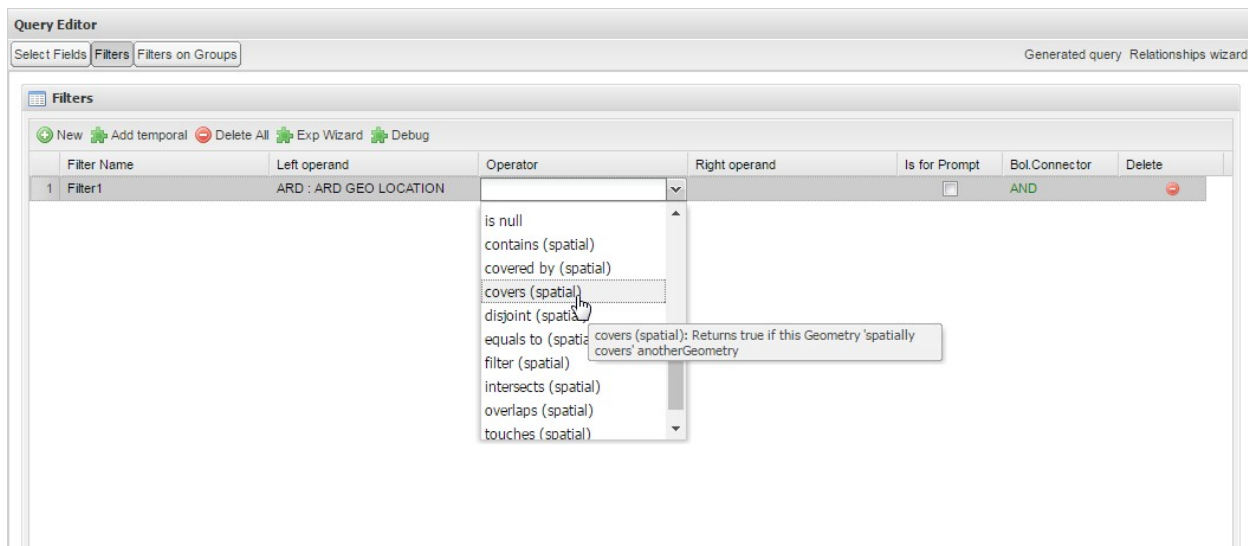 Query Editor
Select Fields Filters Filters on Groups Generated query Relationships wizard
Filters
New Add temporal Delete All Exp Wizard Debug
Filter Name Left operand Operator Right operand Is for Prompt Bol.Connector Delete
1 Filter1 ARD : ARD GEO LOCATION AND
is null
contains (spatial)
covered by (spatial)
covers (spatial)
disjoint (spatial)
equals to (spatia
covers (spatial): Returns true if this Geometry 'spatially
covers' anotherGeometry
filter (spatial)
intersects (spatial)
overlaps (spatial)
touches (spatial)